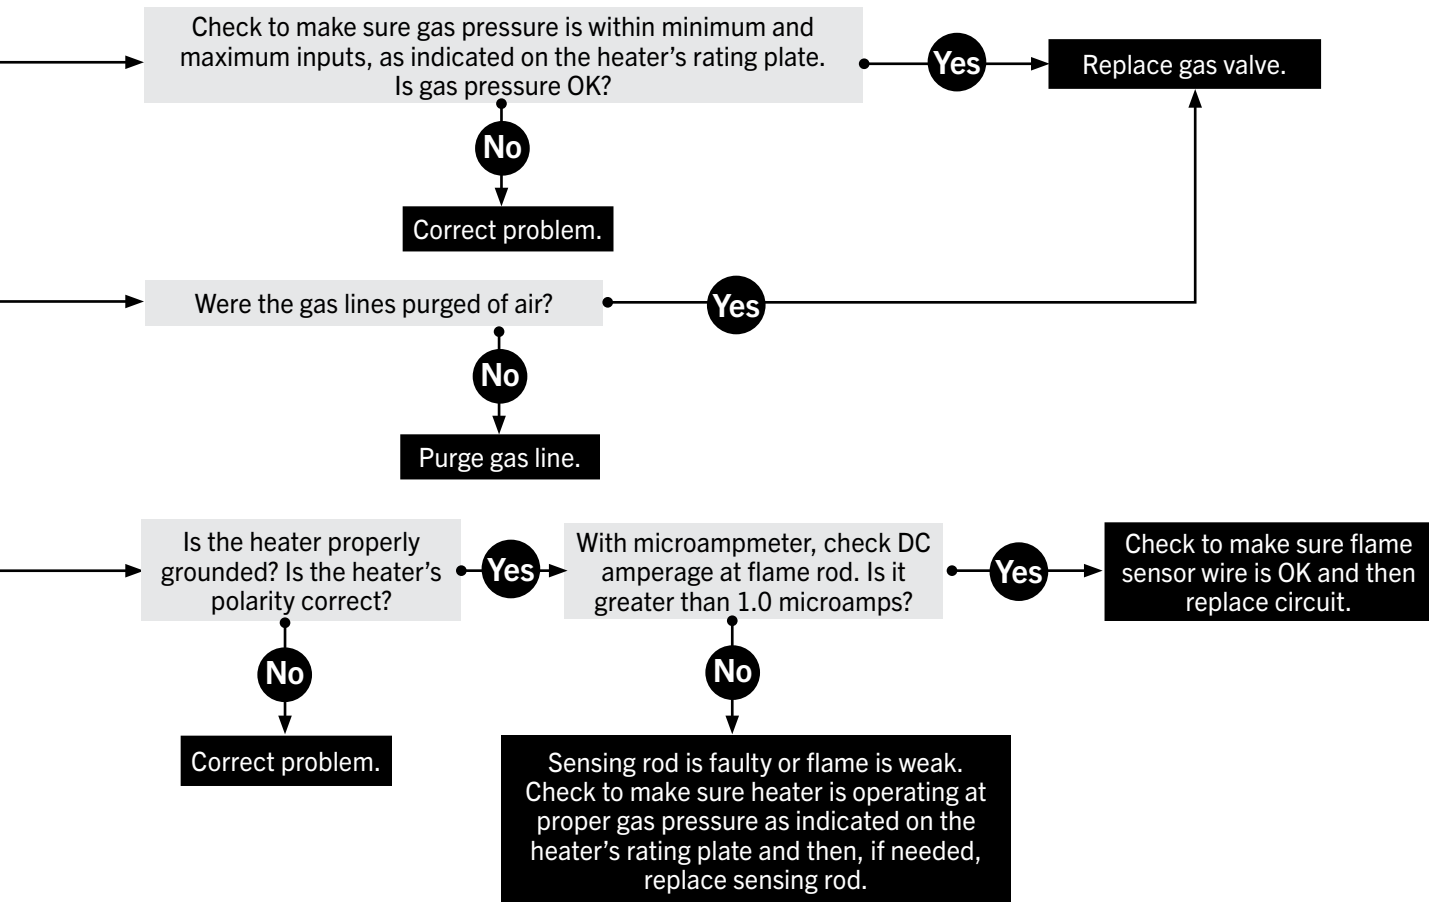 Check to make sure gas pressure is within minimum and
maximum inputs, as indicated on the heater’s rating plate.
Is gas pressure OK?
Yes
Replace gas valve.
No
Correct problem.
Were the gas lines purged of air?
Yes
No
Purge gas line.
Is the heater properly
grounded? Is the heater’s
polarity correct?
Yes
With microampmeter, check DC
amperage at flame rod. Is it
greater than 1.0 microamps?
Yes
Check to make sure flame
sensor wire is OK and then
replace circuit.
No
Correct problem.
No
Sensing rod is faulty or flame is weak.
Check to make sure heater is operating at
proper gas pressure as indicated on the
heater’s rating plate and then, if needed,
replace sensing rod.